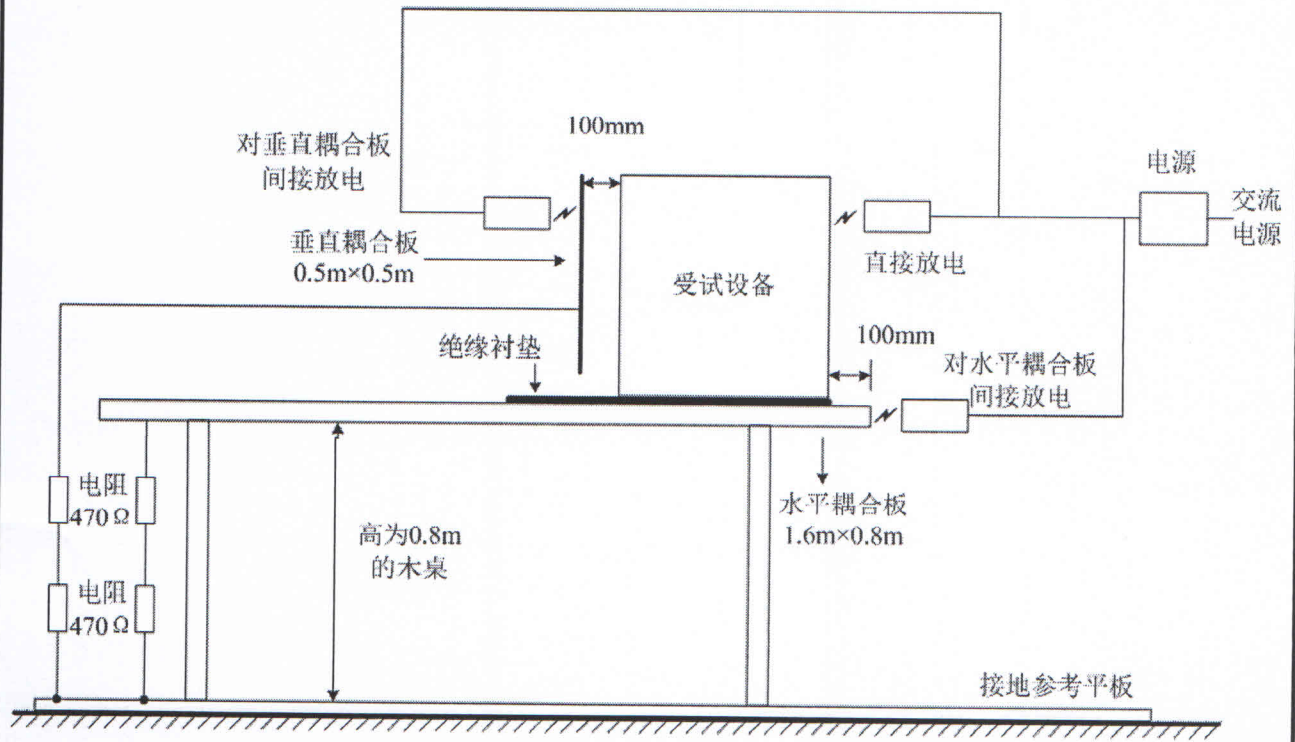 100mm
对垂直耦合板
间接放电
电源
交流
电源
垂直耦合板
0.5m×0.5m
直接放电
受试设备
100mm
绝缘衬垫
对水平耦合板
间接放电
电阻
470Ω
水平耦合板
1.6m×0.8m
高为0.8m
的木桌
电阻
470Ω
接地参考平板